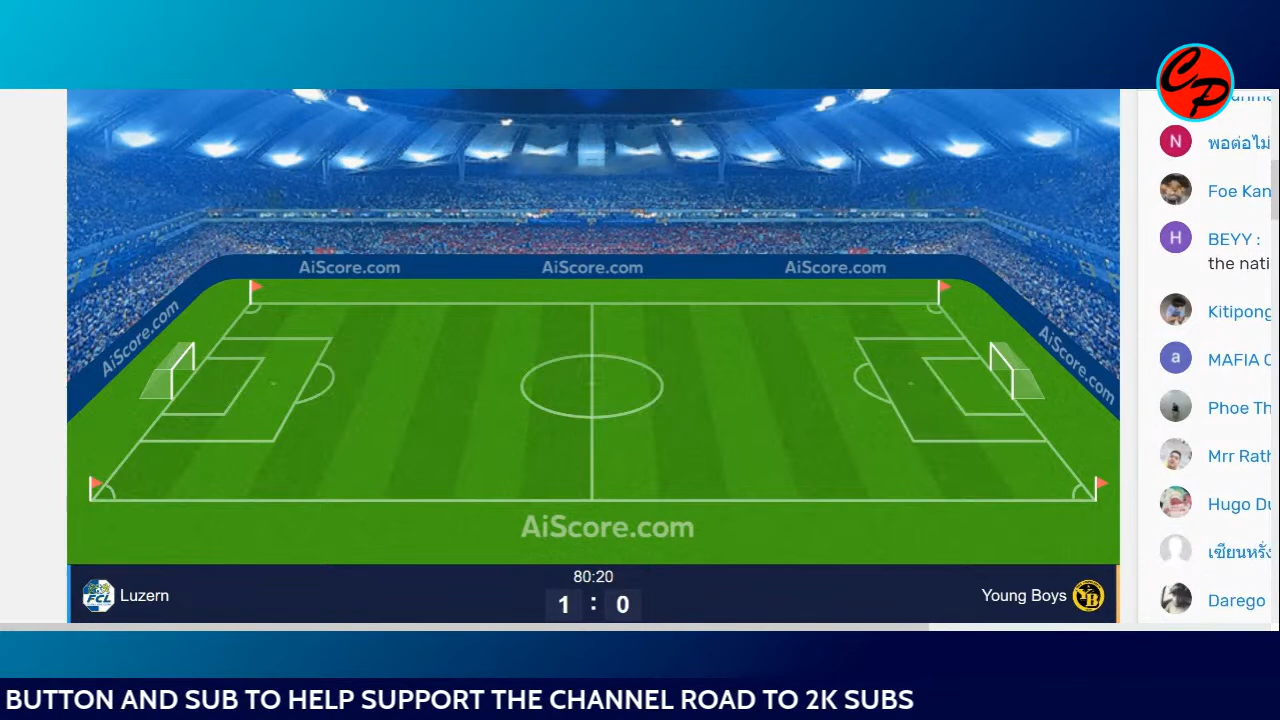 CP
AiScore.com AiScore.com AiScore.com
AiScore.com
AiScore.com
AiScore.com
80:20
FCL Luzern
1 : 0
Young Boys YB
N พอต่อไม่
Foe Kan
H BEYY :
the nati
Kitipong
a MAFIA
Phoe Th
Mrr Rath
Hugo Du
เซียนหรั่ง
Darego
BUTTON AND SUB TO HELP SUPPORT THE CHANNEL ROAD TO 2K SUBS